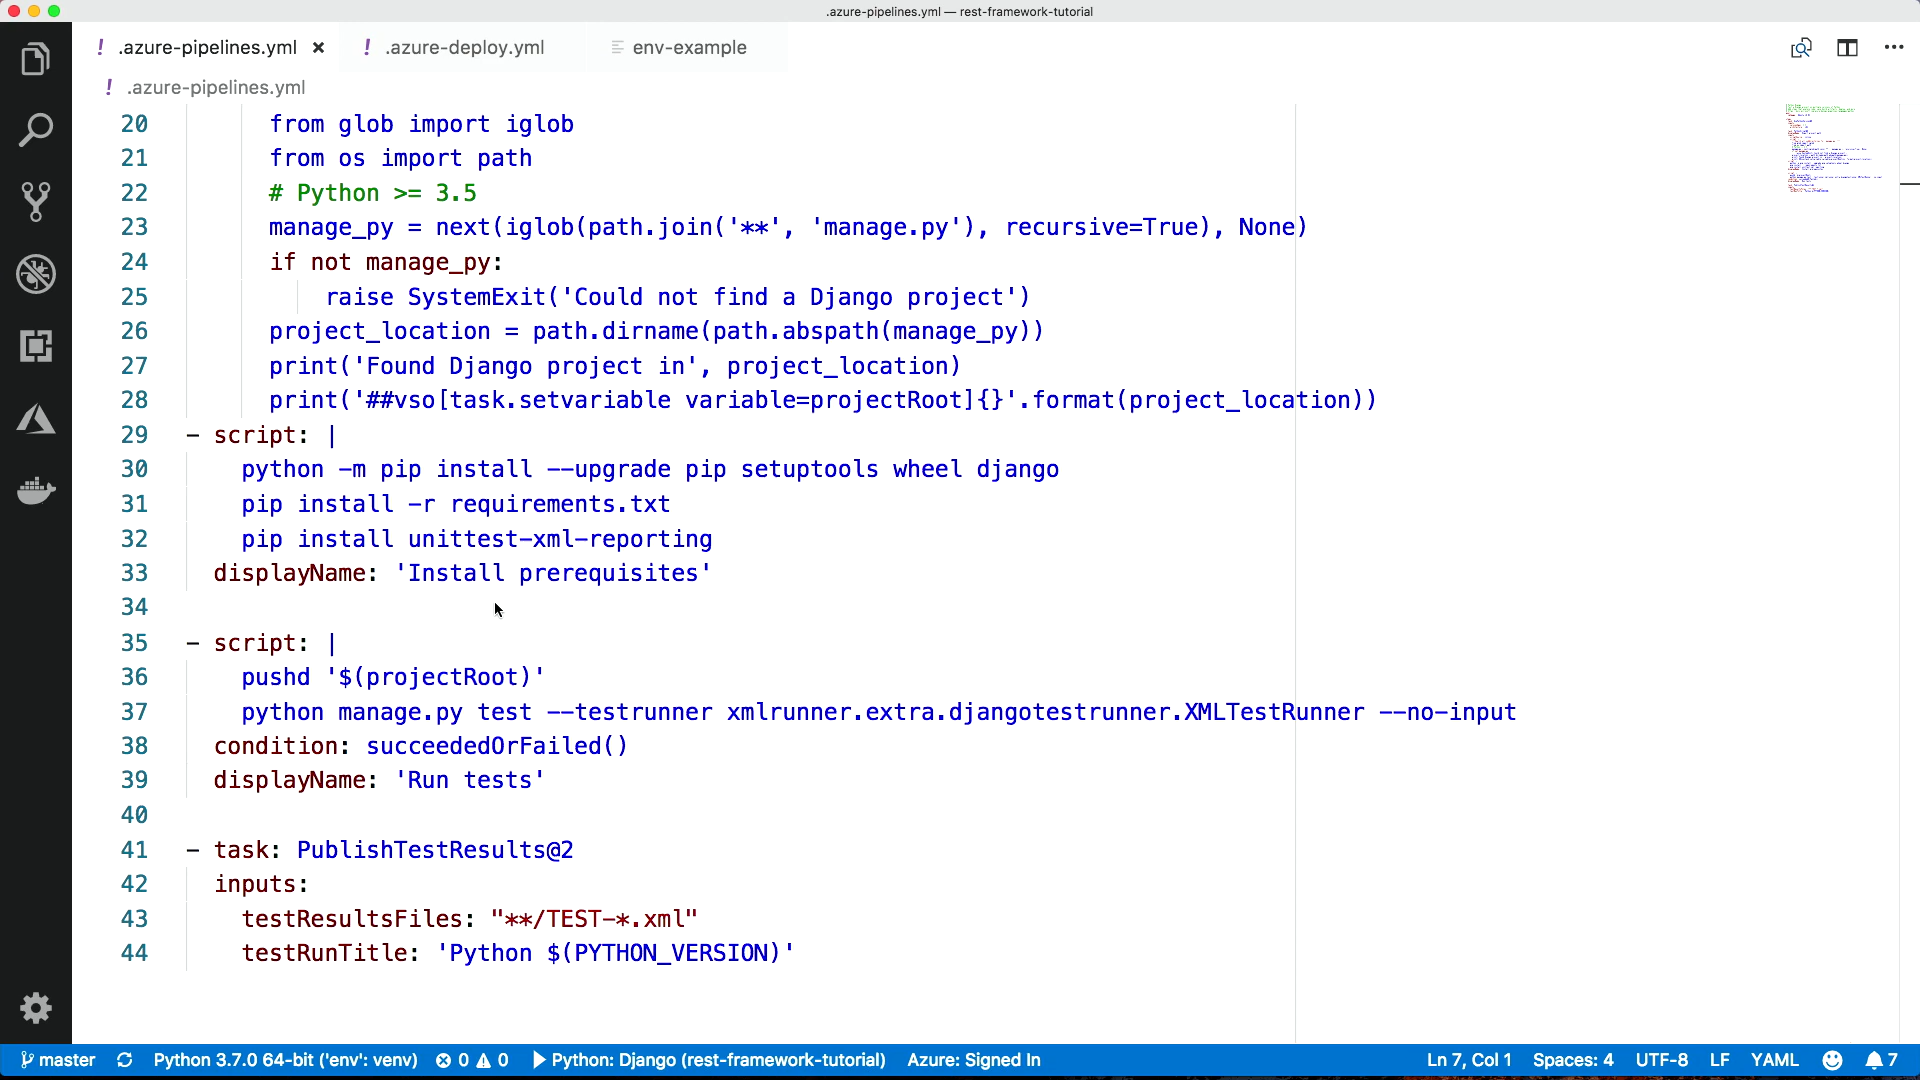 .azure-pipelines.yml — rest-framework-tutorial
! .azure-pipelines.yml × ! .azure-deploy.yml env-example
! .azure-pipelines.yml
20 from glob import iglob
21 from os import path
22 # Python >= 3.5
23 manage_py = next(iglob(path.join('**', 'manage.py'), recursive=True), None)
24 if not manage_py:
25 raise SystemExit('Could not find a Django project')
26 project_location = path.dirname(path.abspath(manage_py))
27 print('Found Django project in', project_location)
28 print('##vso[task.setvariable variable=projectRoot]{}'.format(project_location))
29 - script: |
30 python -m pip install --upgrade pip setuptools wheel django
31 pip install -r requirements.txt
32 pip install unittest-xml-reporting
33 displayName: 'Install prerequisites'
34
35 - script: |
36 pushd '$(projectRoot)'
37 python manage.py test --testrunner xmlrunner.extra.djangotestrunner.XMLTestRunner --no-input
38 condition: succeededOrFailed()
39 displayName: 'Run tests'
40
41 - task: PublishTestResults@2
42 inputs:
43 testResultsFiles: "**/TEST-*.xml"
44 testRunTitle: 'Python $(PYTHON_VERSION)'
master Python 3.7.0 64-bit ('env': venv) 0 0 Python: Django (rest-framework-tutorial) Azure: Signed In Ln 7, Col 1 Spaces: 4 UTF-8 LF YAML 7